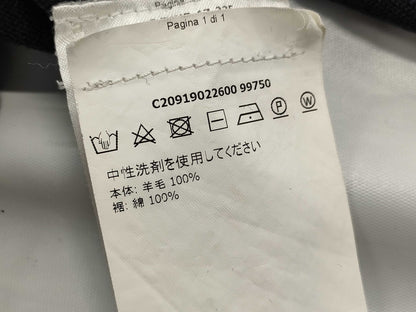 Pagina
Pagina 1 di 1
C20919022600 99750
P
W
中性洗剤を使用してください
本体: 羊毛 100%
裾: 綿 100%